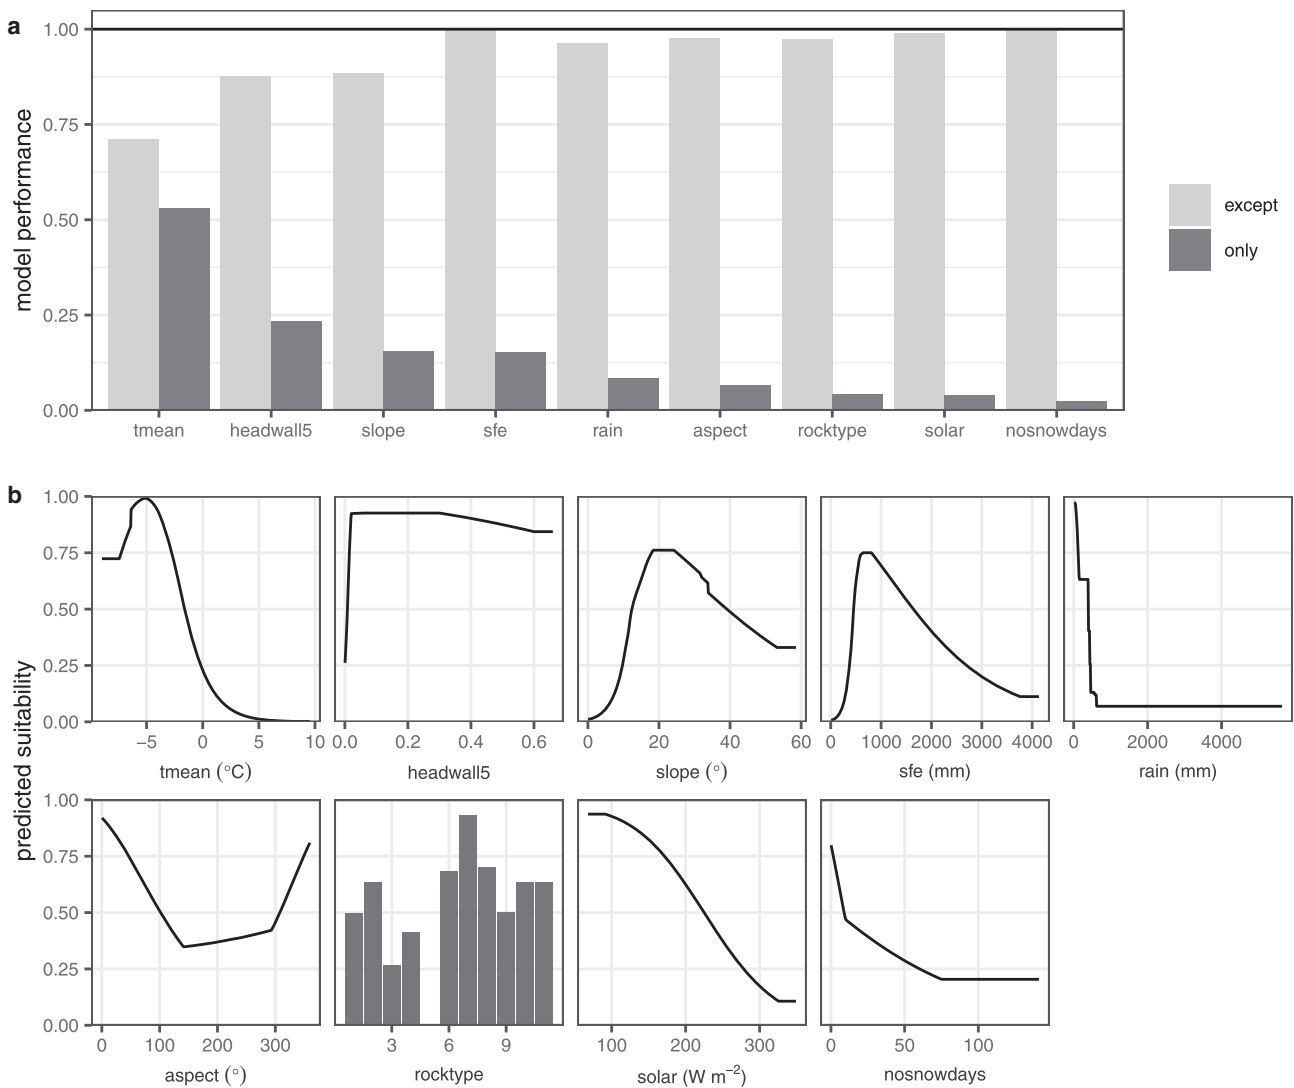 a
1.00
0.75
0.50
0.25
0.00
model performance
tmean headwall5 slope sfe rain aspect rocktype solar nosnowdays
except
only
b
predicted suitability
1.00
0.75
0.50
0.25
0.00
−5 0 5 10
tmean (°C)
0.0 0.2 0.4 0.6
headwall5
0 20 40 60
slope (°)
0 1000 2000 3000 4000
sfe (mm)
0 2000 4000
rain (mm)
1.00
0.75
0.50
0.25
0.00
0 100 200 300
aspect (°)
3 6 9
rocktype
100 200 300
solar (W m−2)
0 50 100
nosnowdays